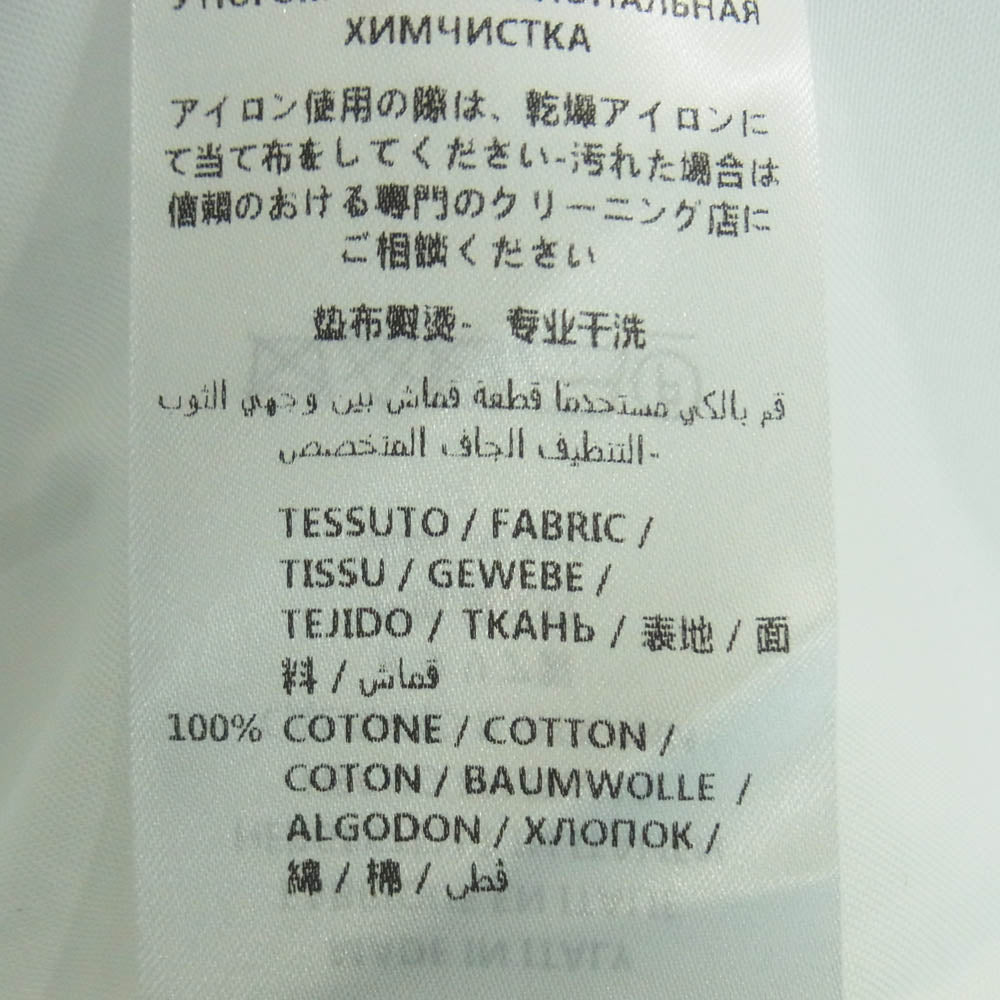 ХИМЧИСТКА
アイロン使用の際は、乾燥アイロンに
て当て布をしてください-汚れた場合は
信頼のおける専門のクリーニング店に
ご相談ください
垫布熨烫- 专业干洗
قم بالكي مستخدمًا قطعة قماش بين وجهي الثوب
-التنظيف الجاف المتخصص
TESSUTO / FABRIC /
TISSU / GEWEBE /
TEJIDO / ТКАНЬ / 表地 / 面
料 / قماش
100% COTONE / COTTON /
COTON / BAUMWOLLE /
ALGODON / ХЛОПОК /
綿 / 棉 / قطن
MADE IN ITALY